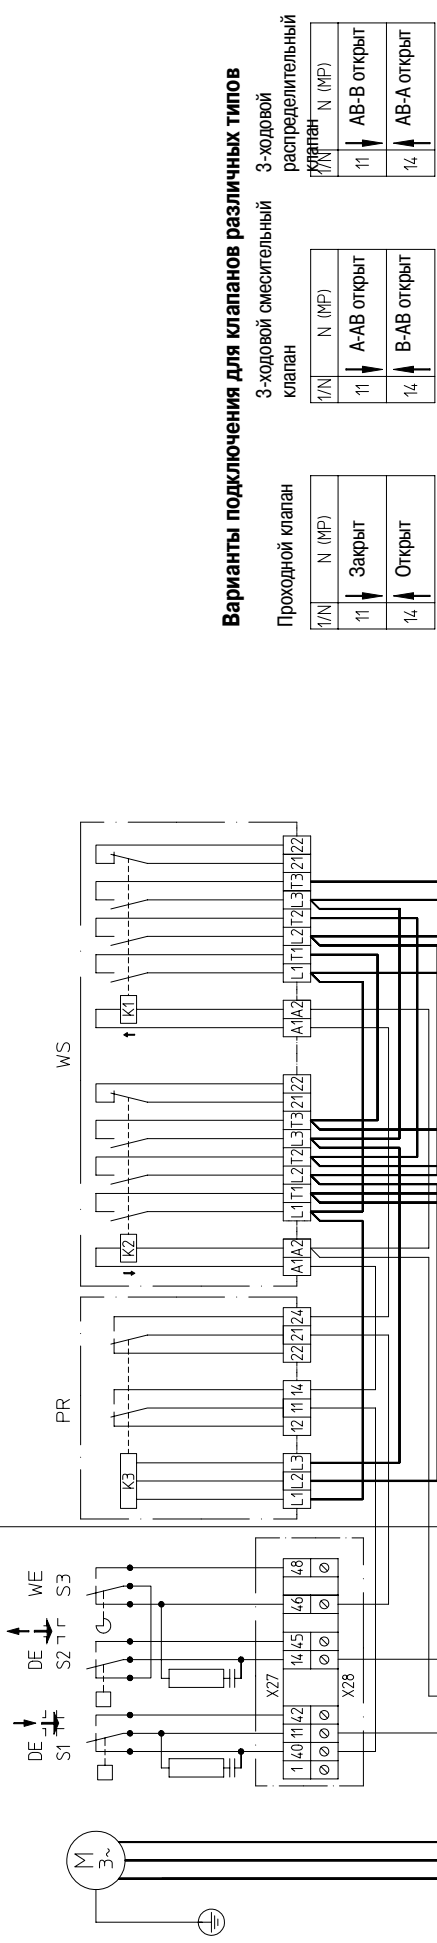 Варианты подключения для клапанов различных типов
Проходной клапан
1/N N (MP)
11 Закрыт
14 Открыт
3-ходовой смесительный
клапан
1/N N (MP)
11 A-AB открыт
14 B-AB открыт
3-ходовой
распределительный
клапан
1/N N (MP)
11 AB-B открыт
14 AB-A открыт
M
3~
DE DE WE
S1 S2 S3
X27
1 40 11 42 14 45 46 48
X28
PR
K3
L1 L2 L3 12 11 14 22 21 24
WS
K2 K1
A1 A2 L1 T1 L2 T2 L3 T3 21 22 A1 A2 L1 T1 L2 T2 L3 T3 21 22